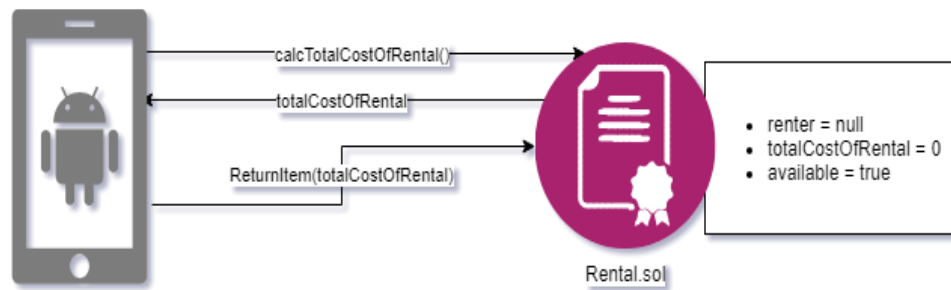 calcTotalCostOfRental()
totalCostOfRental
ReturnItem(totalCostOfRental)
• renter = null
• totalCostOfRental = 0
• available = true
Rental.sol